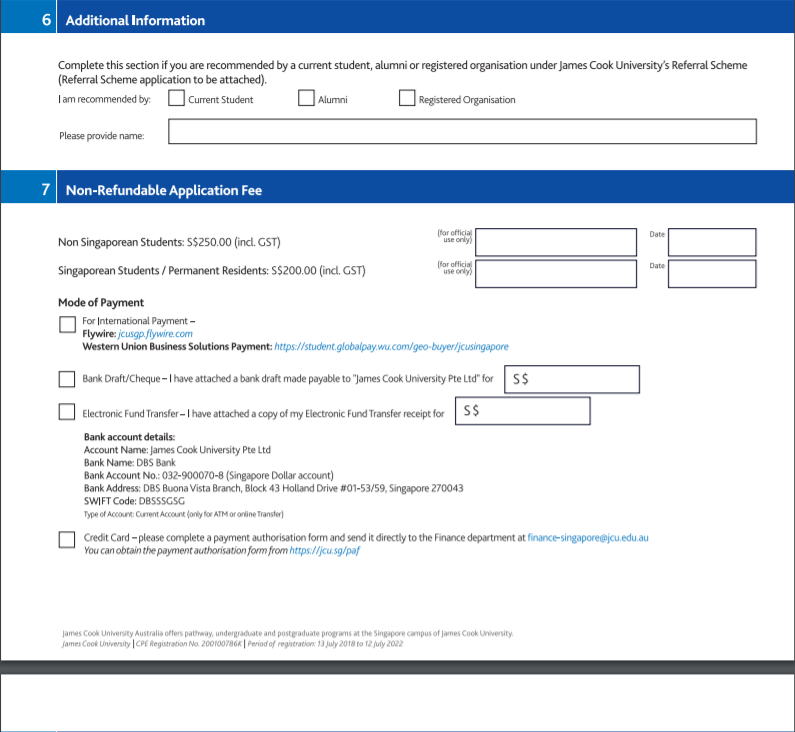 6 Additional Information
Complete this section if you are recommended by a current student, alumni or registered organisation under James Cook University's Referral Scheme
(Referral Scheme application to be attached).
I am recommended by: Current Student Alumni Registered Organisation
Please provide name:
7 Non-Refundable Application Fee
Non Singaporean Students: S$250.00 (incl. GST) (for official use only) Date
Singaporean Students / Permanent Residents: S$200.00 (incl. GST) (for official use only) Date
Mode of Payment
For International Payment –
Flywire: jcusgp.flywire.com
Western Union Business Solutions Payment: https://student.globalpay.wu.com/geo-buyer/jcusingapore
Bank Draft/Cheque – I have attached a bank draft made payable to "James Cook University Pte Ltd" for S$
Electronic Fund Transfer – I have attached a copy of my Electronic Fund Transfer receipt for S$
Bank account details:
Account Name: James Cook University Pte Ltd
Bank Name: DBS Bank
Bank Account No.: 032-900070-8 (Singapore Dollar account)
Bank Address: DBS Buona Vista Branch, Block 43 Holland Drive #01-53/59, Singapore 270043
SWIFT Code: DBSSSGSG
Type of Account: Current Account (only for ATM or online Transfer)
Credit Card – please complete a payment authorisation form and send it directly to the Finance department at finance-singapore@jcu.edu.au
You can obtain the payment authorisation form from https://jcu.sg/paf
James Cook University Australia offers pathway, undergraduate and postgraduate programs at the Singapore campus of James Cook University.
James Cook University | CPE Registration No. 200100786K | Period of registration: 13 July 2018 to 12 July 2022